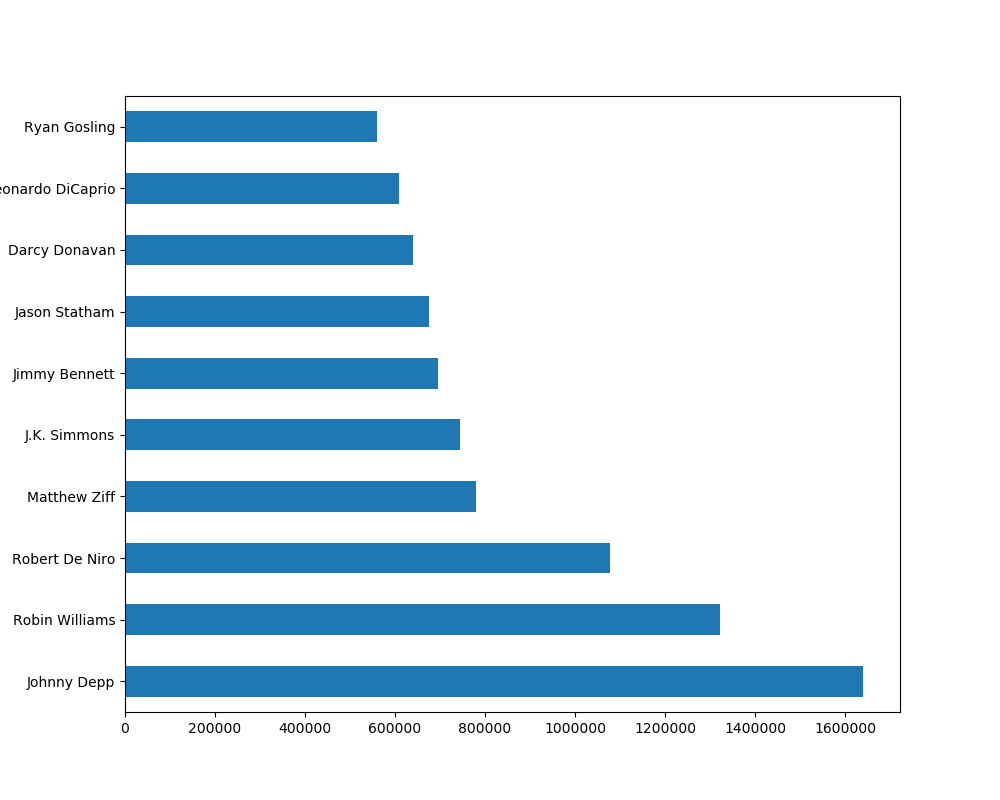 Ryan Gosling
eonardo DiCaprio
Darcy Donavan
Jason Statham
Jimmy Bennett
J.K. Simmons
Matthew Ziff
Robert De Niro
Robin Williams
Johnny Depp
0 200000 400000 600000 800000 1000000 1200000 1400000 1600000